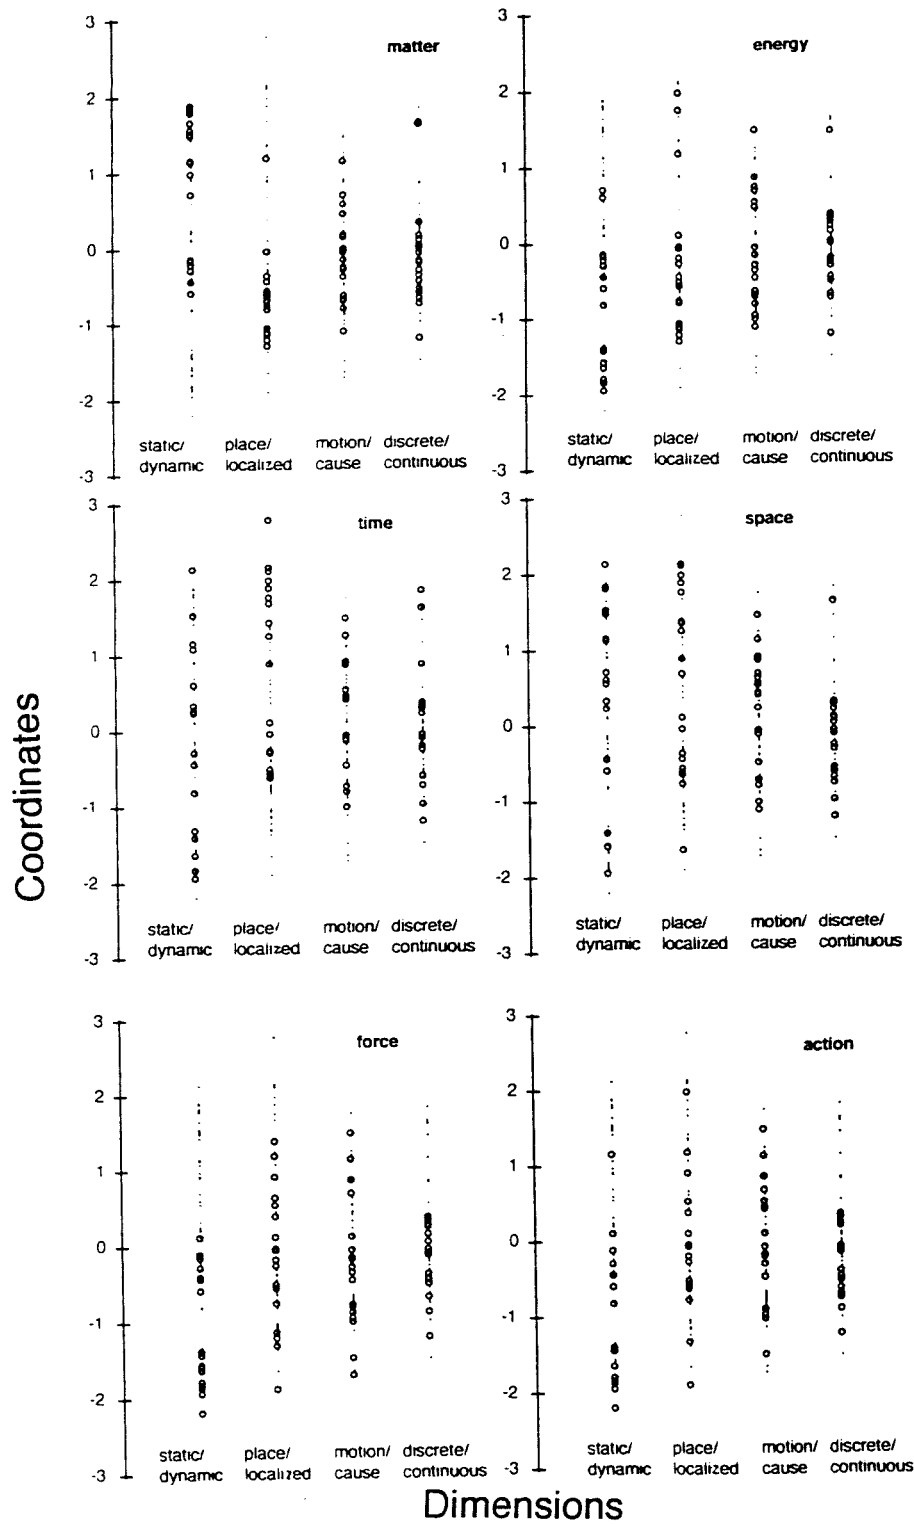 matter
3
2
1
0
-1
-2
-3
static/ place/ motion/ discrete/
dynamic localized cause continuous
energy
3
2
1
0
-1
-2
-3
static/ place/ motion/ discrete/
dynamic localized cause continuous
time
3
2
1
0
-1
-2
-3
static/ place/ motion/ discrete/
dynamic localized cause continuous
space
3
2
1
0
-1
-2
-3
static/ place/ motion/ discrete/
dynamic localized cause continuous
Coordinates
force
3
2
1
0
-1
-2
-3
static/ place/ motion/ discrete/
dynamic localized cause continuous
action
3
2
1
0
-1
-2
-3
static/ place/ motion/ discrete/
dynamic localized cause continuous
Dimensions